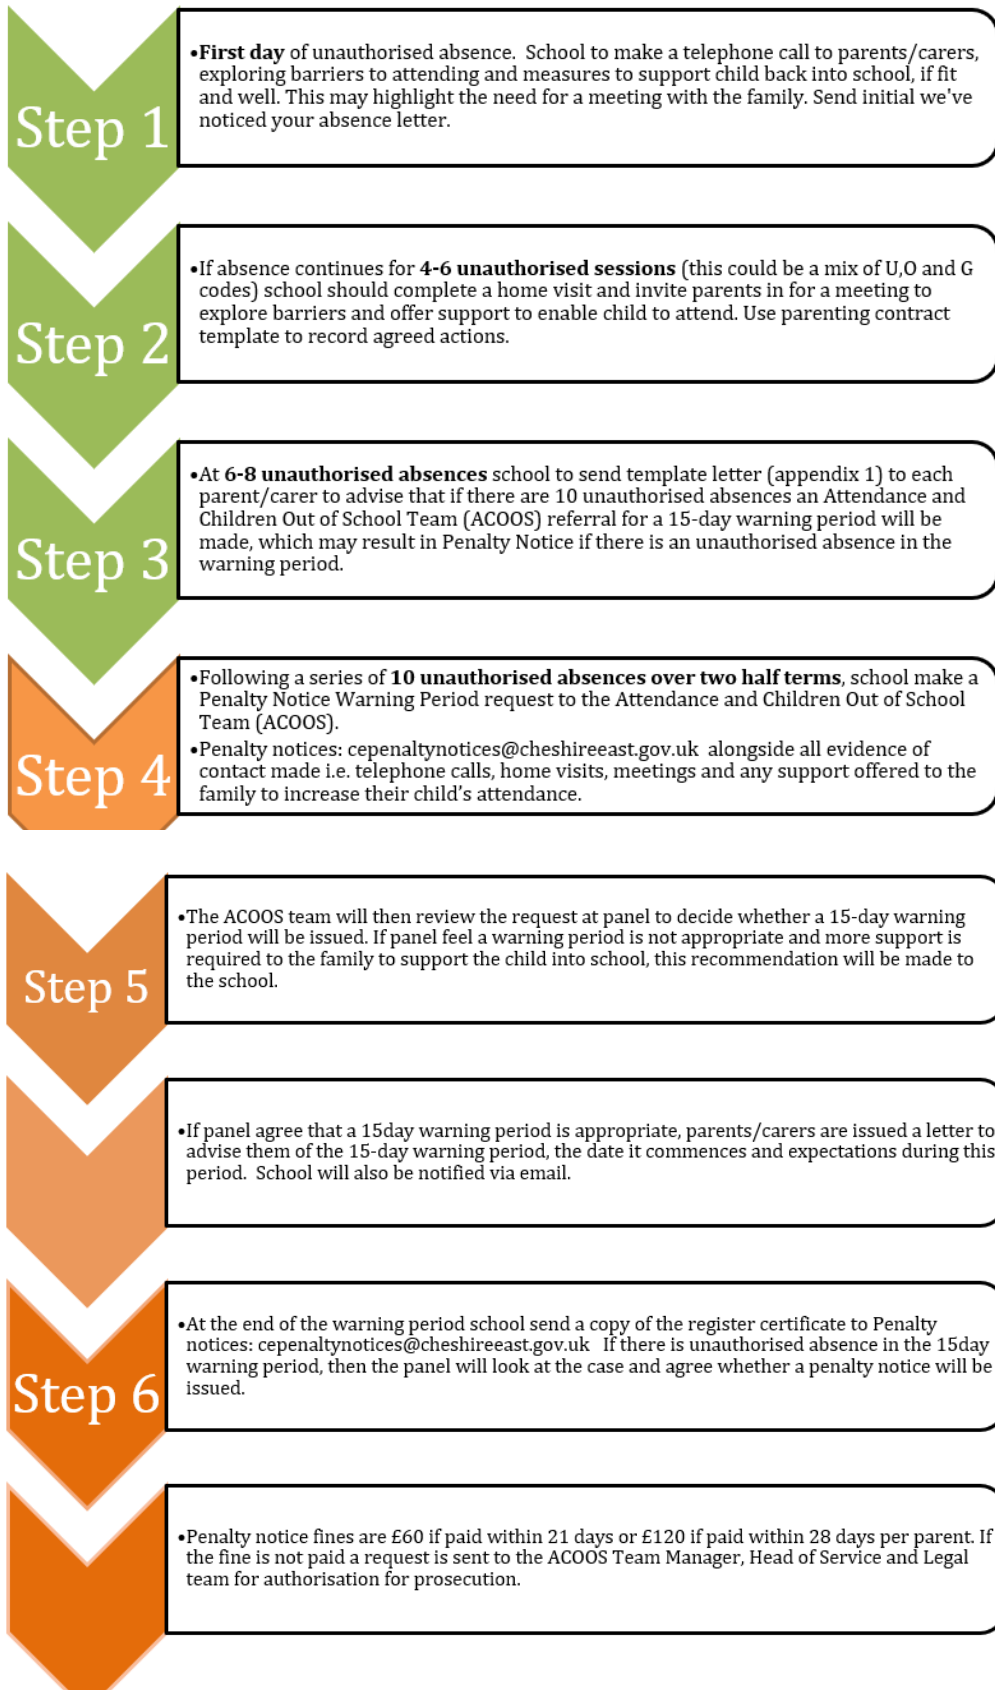 Step 1
•First day of unauthorised absence.  School to make a telephone call to parents/carers,
exploring barriers to attending and measures to support child back into school, if fit
and well. This may highlight the need for a meeting with the family. Send initial we've
noticed your absence letter.
Step 2
•If absence continues for 4-6 unauthorised sessions (this could be a mix of U,O and G
codes) school should complete a home visit and invite parents in for a meeting to
explore barriers and offer support to enable child to attend. Use parenting contract
template to record agreed actions.
Step 3
•At 6-8 unauthorised absences school to send template letter (appendix 1) to each
parent/carer to advise that if there are 10 unauthorised absences an Attendance and
Children Out of School Team (ACOOS) referral for a 15-day warning period will be
made, which may result in Penalty Notice if there is an unauthorised absence in the
warning period.
Step 4
•Following a series of 10 unauthorised absences over two half terms, school make a
Penalty Notice Warning Period request to the Attendance and Children Out of School
Team (ACOOS).
•Penalty notices: cepenaltynotices@cheshireeast.gov.uk  alongside all evidence of
contact made i.e. telephone calls, home visits, meetings and any support offered to the
family to increase their child’s attendance.
Step 5
•The ACOOS team will then review the request at panel to decide whether a 15-day warning
period will be issued. If panel feel a warning period is not appropriate and more support is
required to the family to support the child into school, this recommendation will be made to
the school.
•If panel agree that a 15day warning period is appropriate, parents/carers are issued a letter to
advise them of the 15-day warning period, the date it commences and expectations during this
period.  School will also be notified via email.
Step 6
•At the end of the warning period school send a copy of the register certificate to Penalty
notices: cepenaltynotices@cheshireeast.gov.uk   If there is unauthorised absence in the 15day
warning period, then the panel will look at the case and agree whether a penalty notice will be
issued.
•Penalty notice fines are £60 if paid within 21 days or £120 if paid within 28 days per parent. If
the fine is not paid a request is sent to the ACOOS Team Manager, Head of Service and Legal
team for authorisation for prosecution.